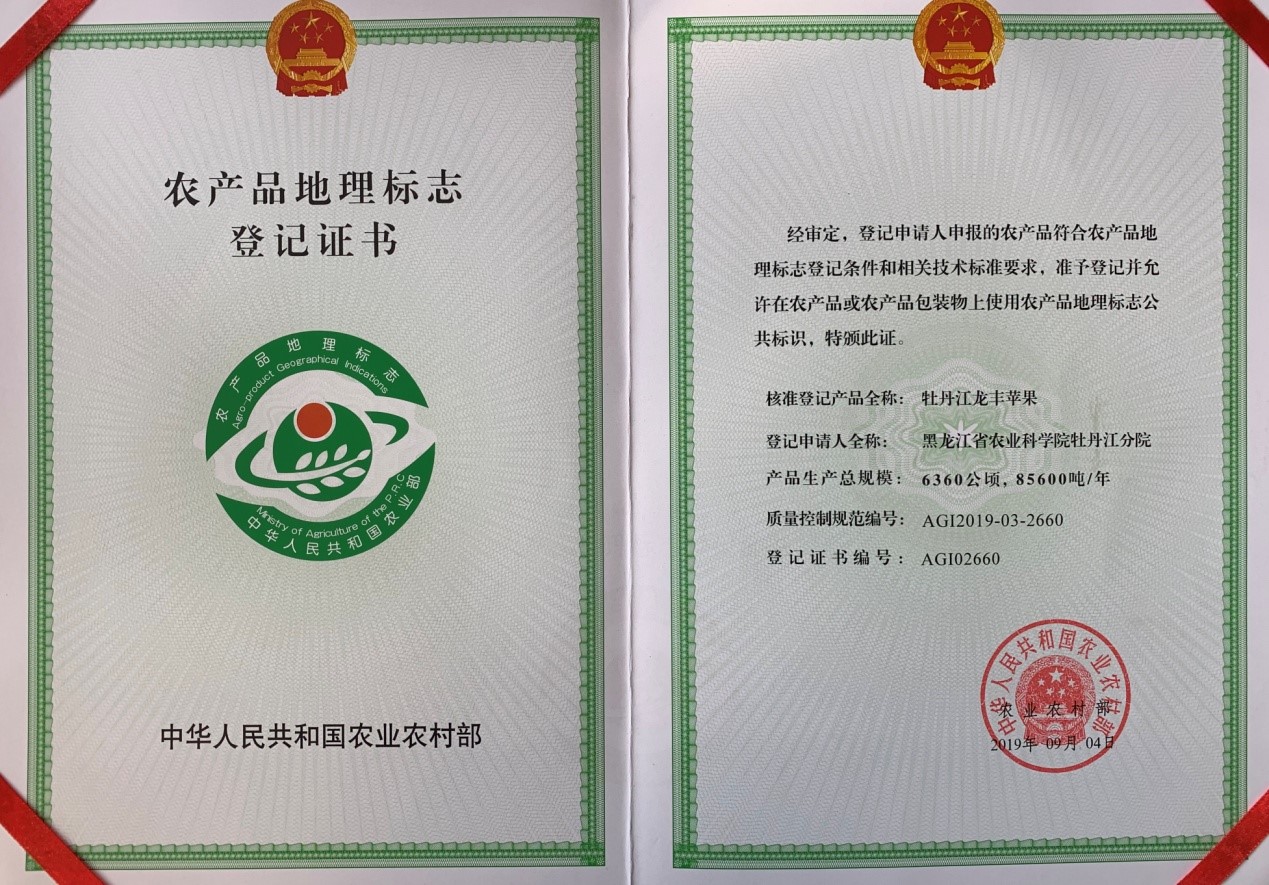 农产品地理标志
登记证书
农产品地理标志
Agro-product Geographical Indications
Ministry of Agriculture of the P.R.C
中华人民共和国农业部
中华人民共和国农业农村部
经审定，登记申请人申报的农产品符合农产品地
理标志登记条件和相关技术标准要求，准予登记并允
许在农产品或农产品包装物上使用农产品地理标志公
共标识，特颁此证。
核准登记产品全称：牡丹江龙丰苹果
登记申请人全称：黑龙江省农业科学院牡丹江分院
产品生产总规模：6360公顷，85600吨/年
质量控制规范编号：AGI2019-03-2660
登记证书编号：AGI02660
中华人民共和国农业农村部
农业农村部
2019年 09月 04日